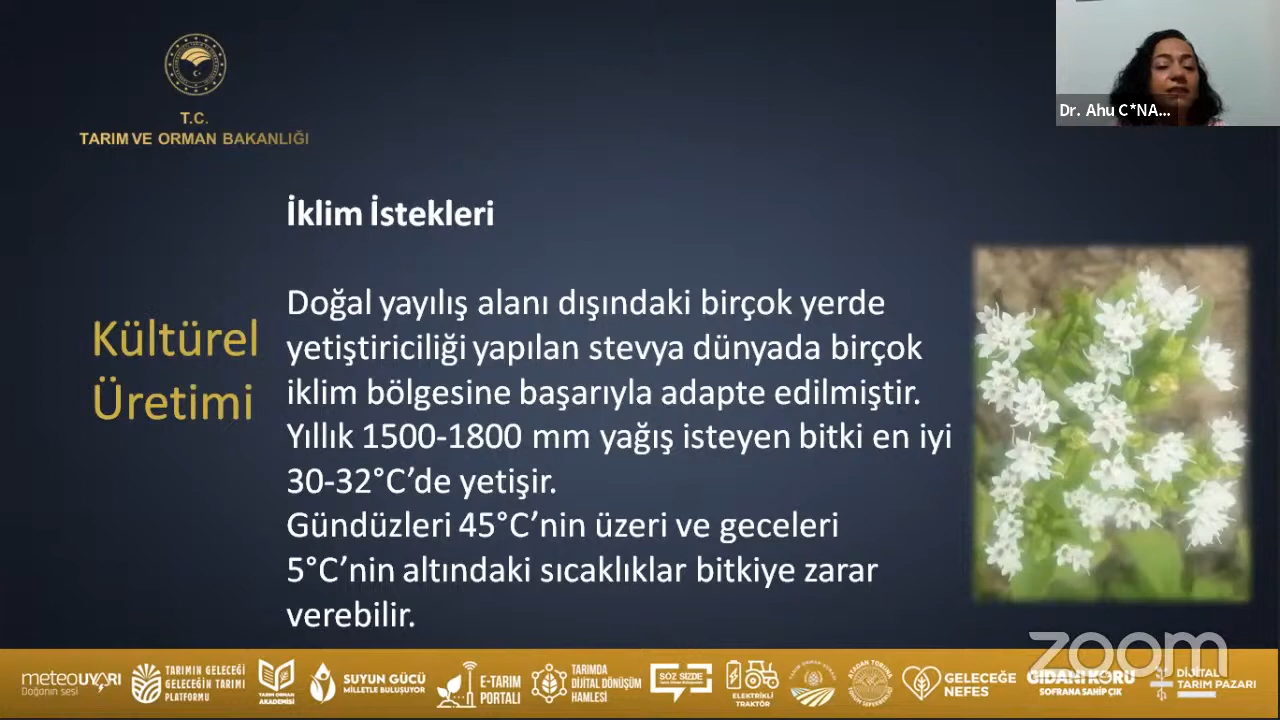 T.C.
TARIM VE ORMAN BAKANLIĞI
Dr. Ahu C*NA...
İklim İstekleri
Kültürel
Üretimi
Doğal yayılış alanı dışındaki birçok yerde
yetiştiriciliği yapılan stevya dünyada birçok
iklim bölgesine başarıyla adapte edilmiştir.
Yıllık 1500-1800 mm yağış isteyen bitki en iyi
30-32°C’de yetişir.
Gündüzleri 45°C’nin üzeri ve geceleri
5°C’nin altındaki sıcaklıklar bitkiye zarar
verebilir.
zoom
meteoUYARI
Doğanın sesi
TARIMIN GELECEĞİ
GELECEĞİN TARIMI
PLATFORMU
TARIM ORMAN
AKADEMİSİ
SUYUN GÜCÜ
MİLLETLE BULUŞUYOR
E-TARIM
PORTALI
TARIMDA
DİJİTAL DÖNÜŞÜM
HAMLESİ
SÖZ SİZDE
ELEKTRİKLİ
TRAKTÖR
GELECEĞE
NEFES
GIDANI KORU
SOFRANA SAHİP ÇIK
DİJİTAL
TARIM PAZARI